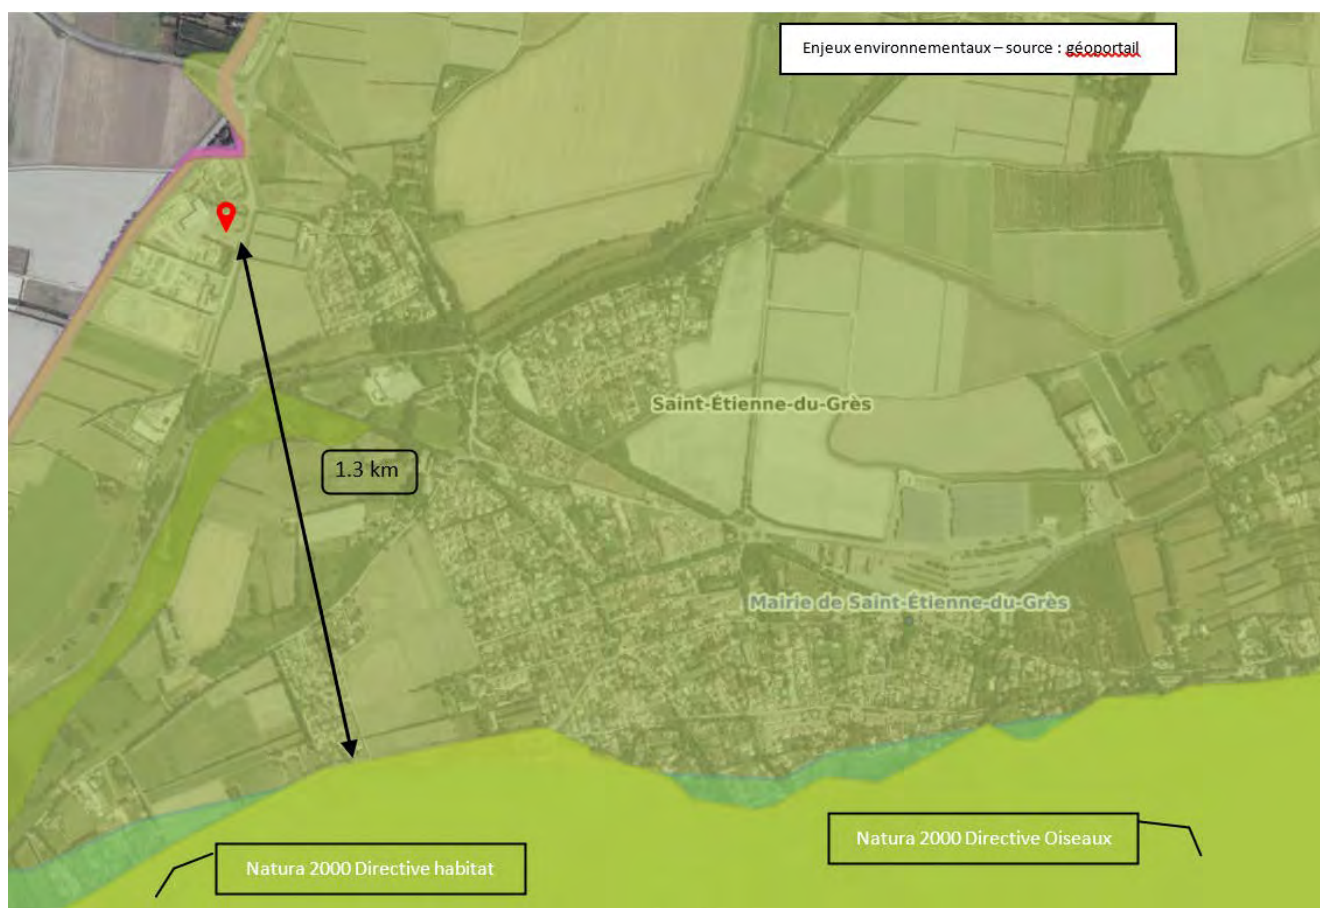 Enjeux environnementaux – source : géoportail
Saint-Étienne-du-Grès
1.3 km
Mairie de Saint-Étienne-du-Grès
Natura 2000 Directive Oiseaux
Natura 2000 Directive habitat